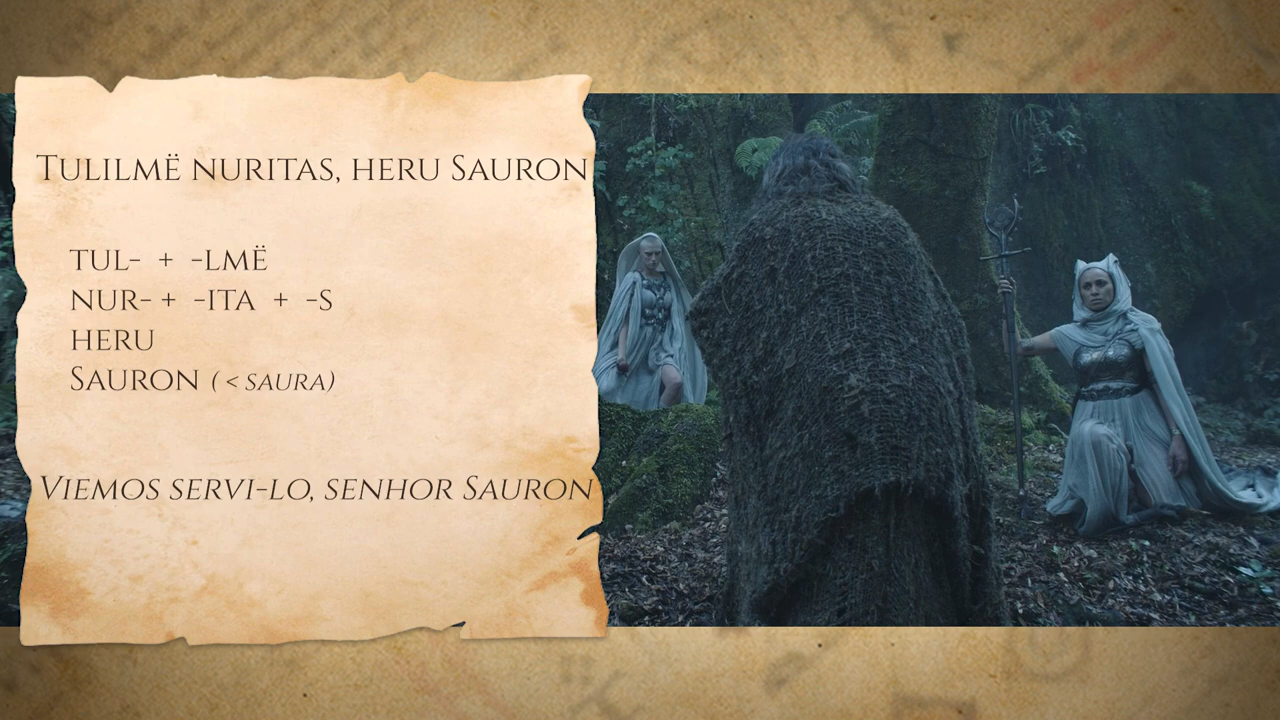 Tulilmë nuritas, heru Sauron
tul- + -lmë
nur- + -ita + -s
heru
Sauron (< saura)
Viemos servi-lo, senhor Sauron